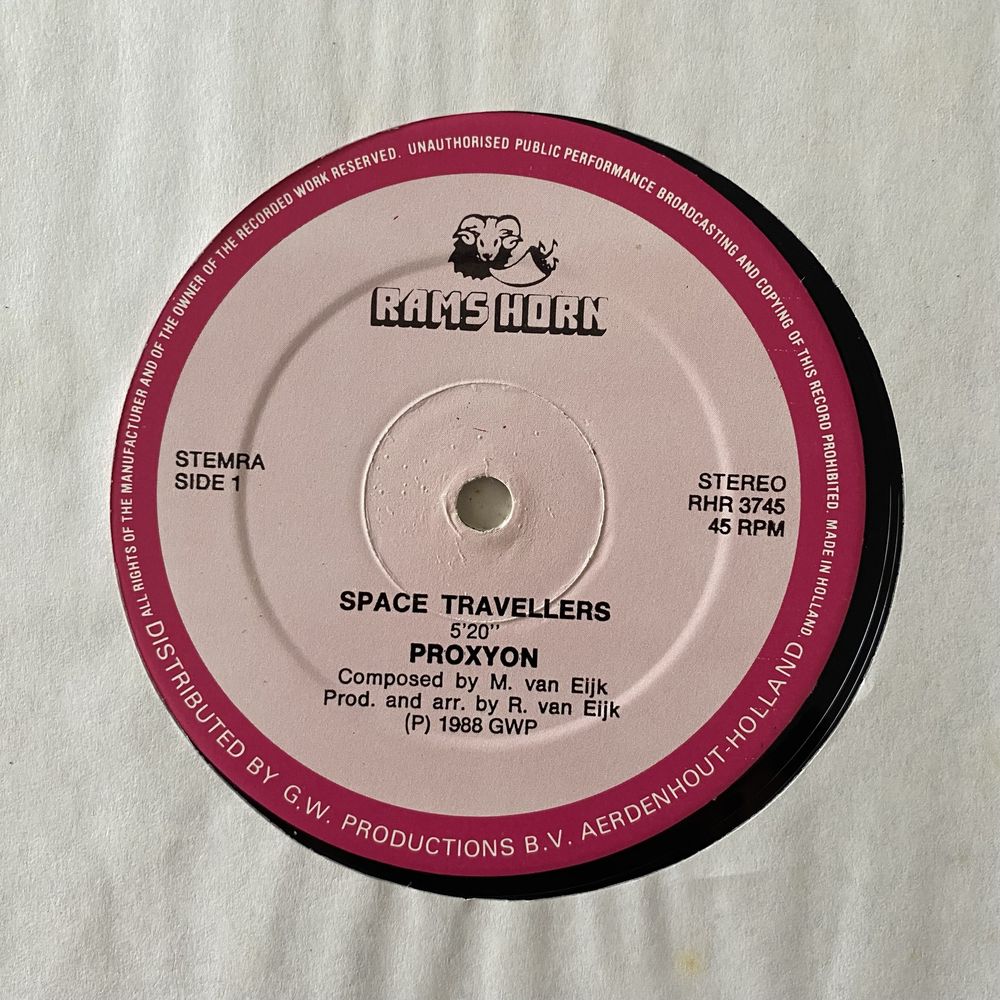 ALL RIGHTS OF THE MANUFACTURER AND OF THE OWNER OF THE RECORDED WORK RESERVED. UNAUTHORISED PUBLIC PERFORMANCE BROADCASTING AND COPYING OF THIS RECORD PROHIBITED. MADE IN HOLLAND.
RAMS HORN
STEMRA
SIDE 1
STEREO
RHR 3745
45 RPM
SPACE TRAVELLERS
5'20''
PROXYON
Composed by M. van Eijk
Prod. and arr. by R. van Eijk
(P) 1988 GWP
DISTRIBUTED BY G.W. PRODUCTIONS B.V. AERDENHOUT-HOLLAND.